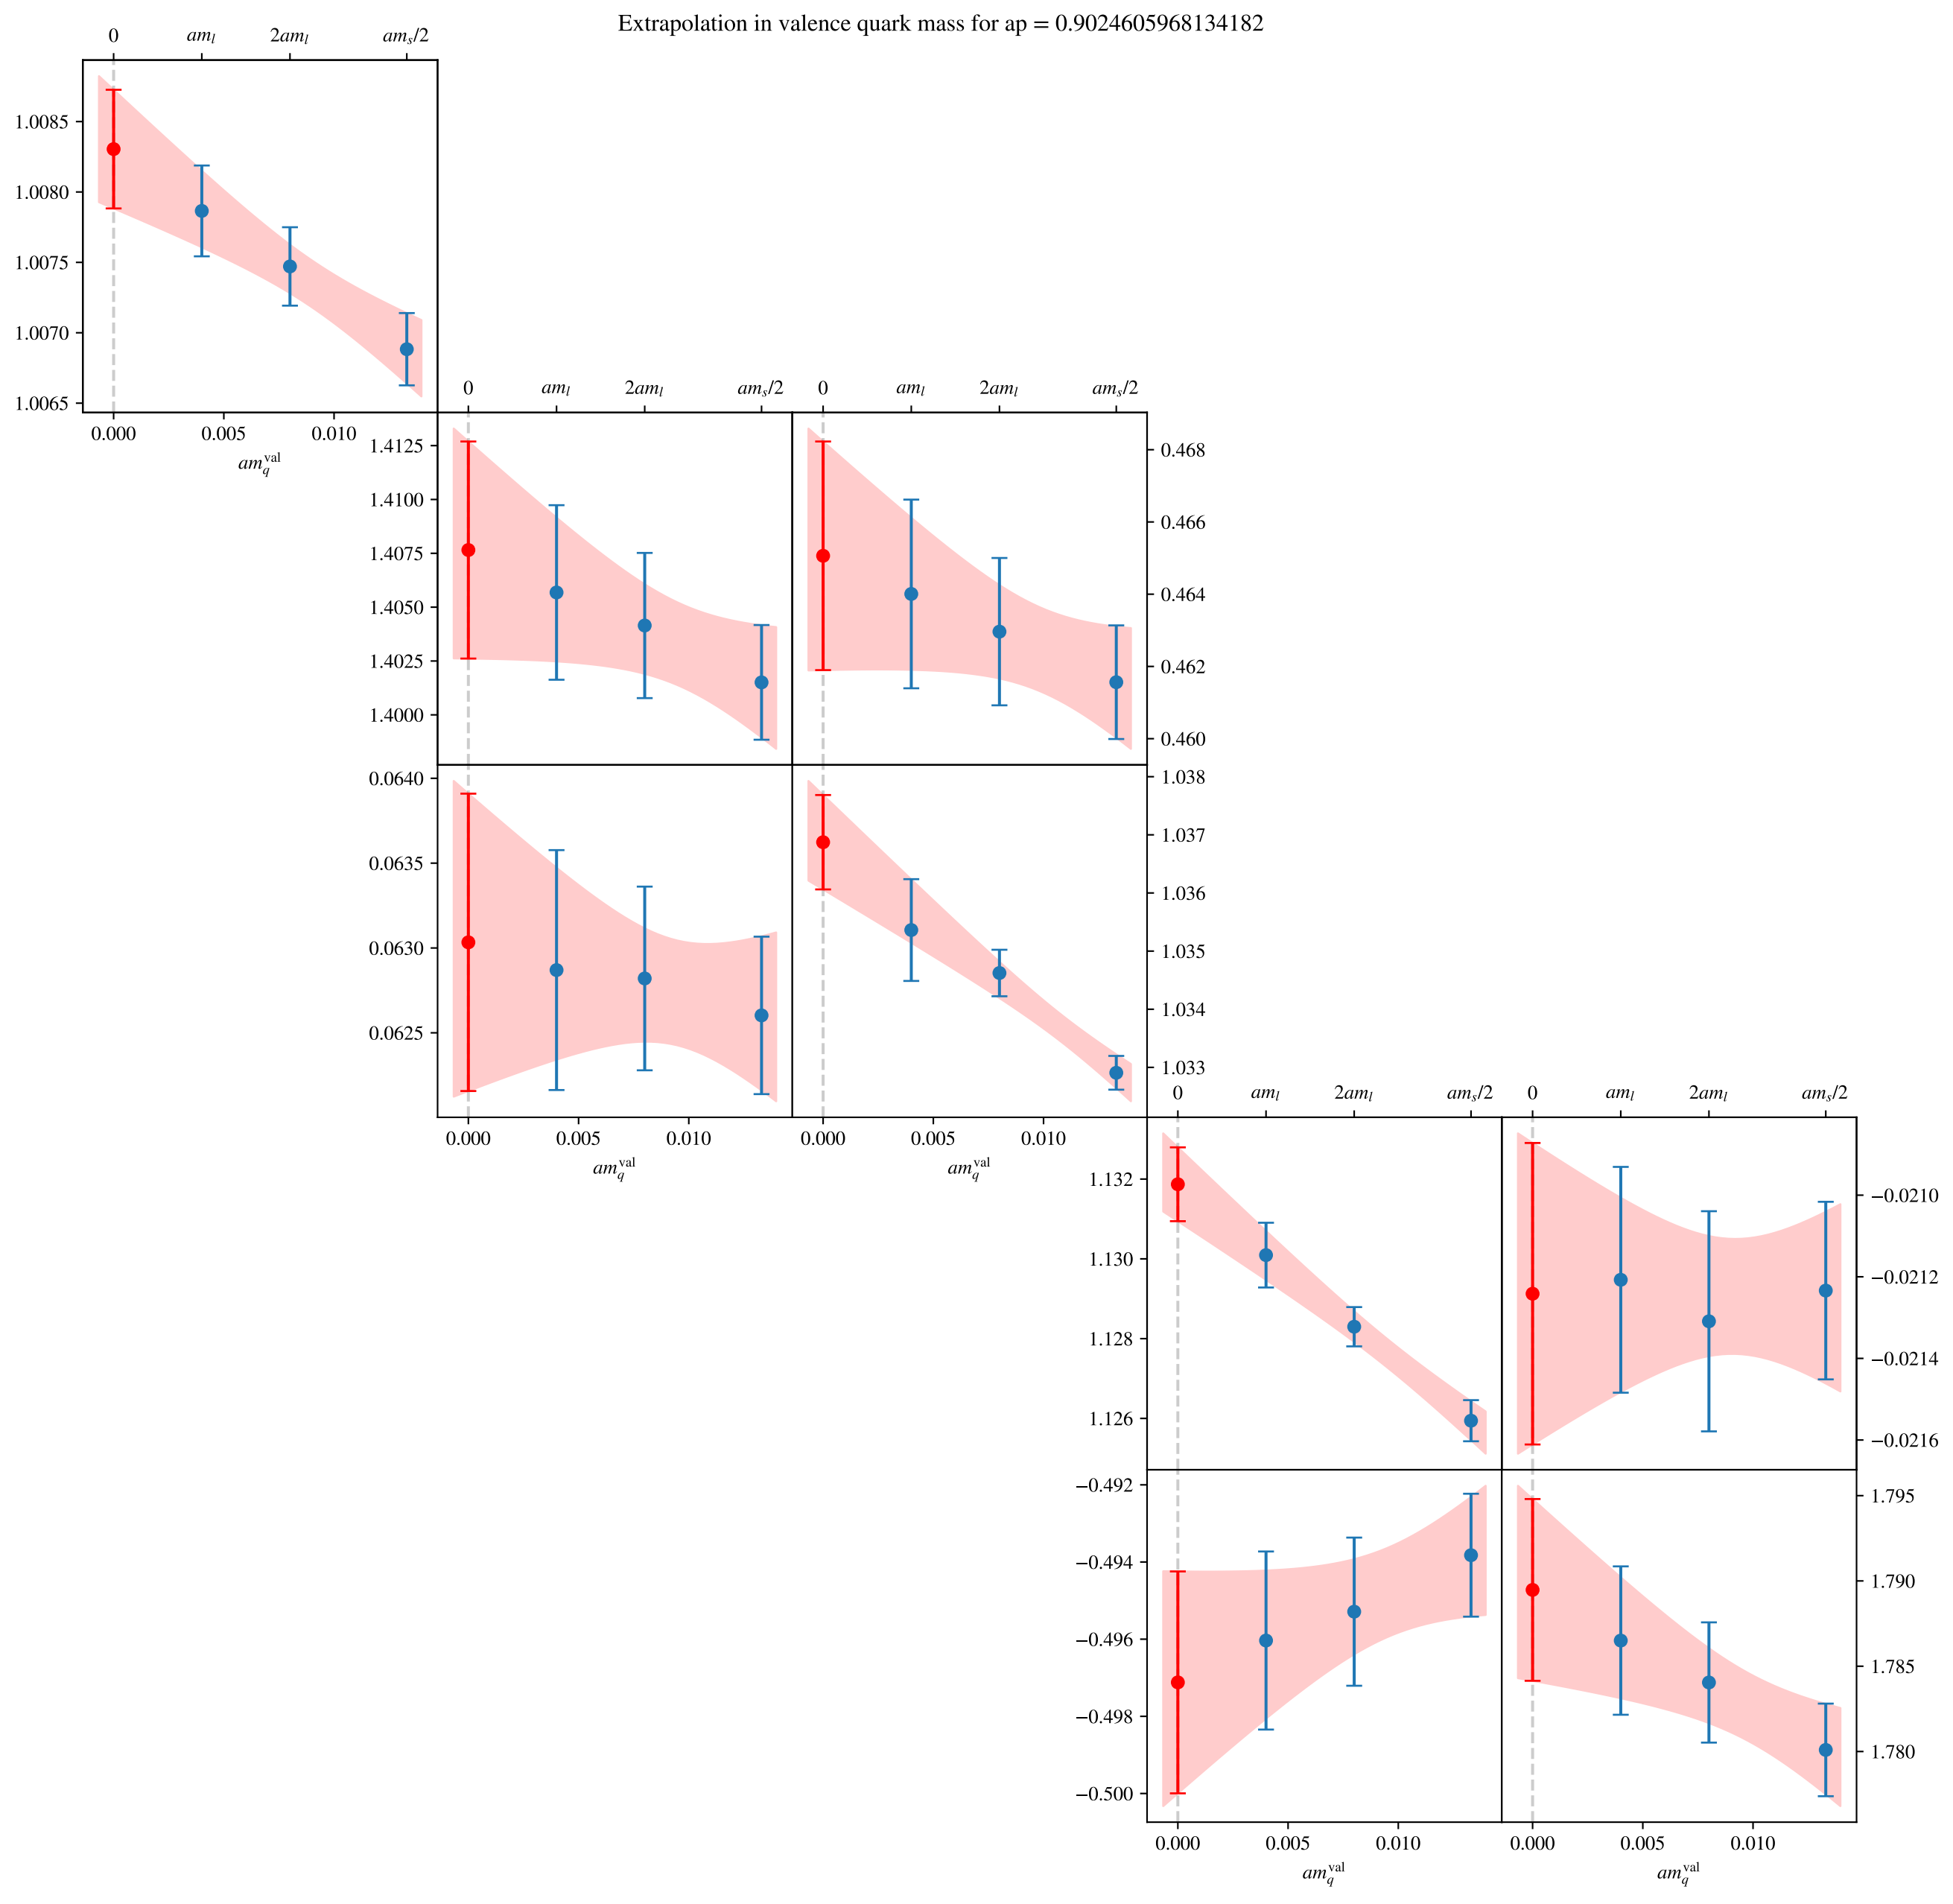 Extrapolation in valence quark mass for ap = 0.9024605968134182
0 am_l 2am_l am_s/2
1.0085
1.0080
1.0075
1.0070
1.0065
0.000 0.005 0.010
am_q^val
0 am_l 2am_l am_s/2
0 am_l 2am_l am_s/2
1.4125
1.4100
1.4075
1.4050
1.4025
1.4000
0.468
0.466
0.464
0.462
0.460
0.0640
0.0635
0.0630
0.0625
1.038
1.037
1.036
1.035
1.034
1.033
0.000 0.005 0.010
am_q^val
0.000 0.005 0.010
am_q^val
0 am_l 2am_l am_s/2
0 am_l 2am_l am_s/2
1.132
1.130
1.128
1.126
−0.0210
−0.0212
−0.0214
−0.0216
−0.492
−0.494
−0.496
−0.498
−0.500
1.795
1.790
1.785
1.780
0.000 0.005 0.010
am_q^val
0.000 0.005 0.010
am_q^val